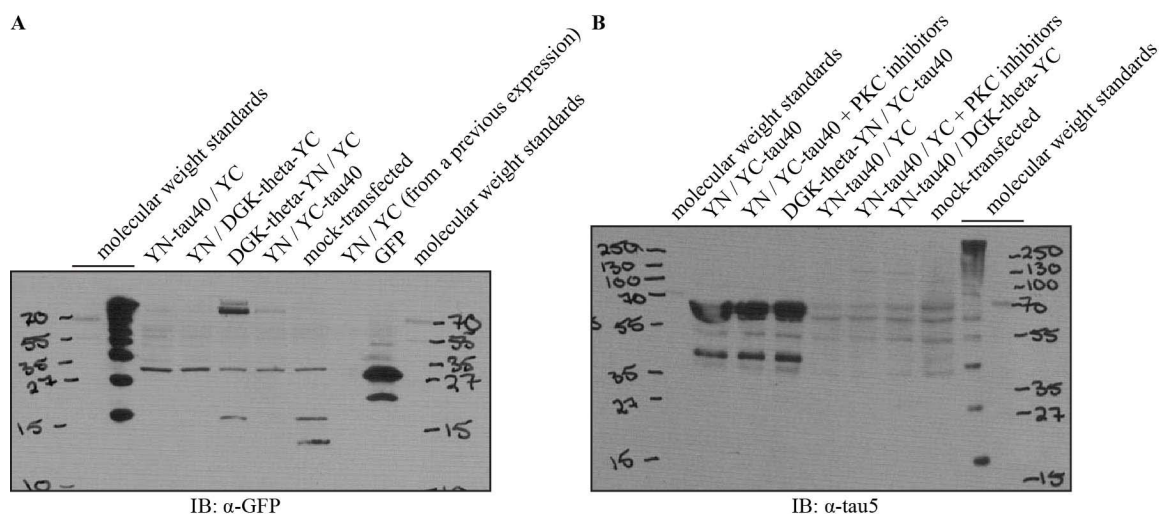 A
molecular weight standards
YN-tau40 / YC
YN / DGK-theta-YC
DGK-theta-YN / YC
YN / YC-tau40
mock-transfected
YN / YC (from a previous expression)
GFP
molecular weight standards
70 –
55 –
35 –
27 –
15 –
10 –
–70
–55
–35
–27
–15
IB: α-GFP
B
molecular weight standards
YN / YC-tau40
YN / YC-tau40 + PKC inhibitors
DGK-theta-YN / YC-tau40
YN-tau40 / YC
YN-tau40 / YC + PKC inhibitors
YN-tau40 / DGK-theta-YC
mock-transfected
molecular weight standards
250 –
130 –
100 –
70 –
55 –
35 –
27 –
15 –
–250
–130
–100
–70
–55
–35
–27
–15
IB: α-tau5